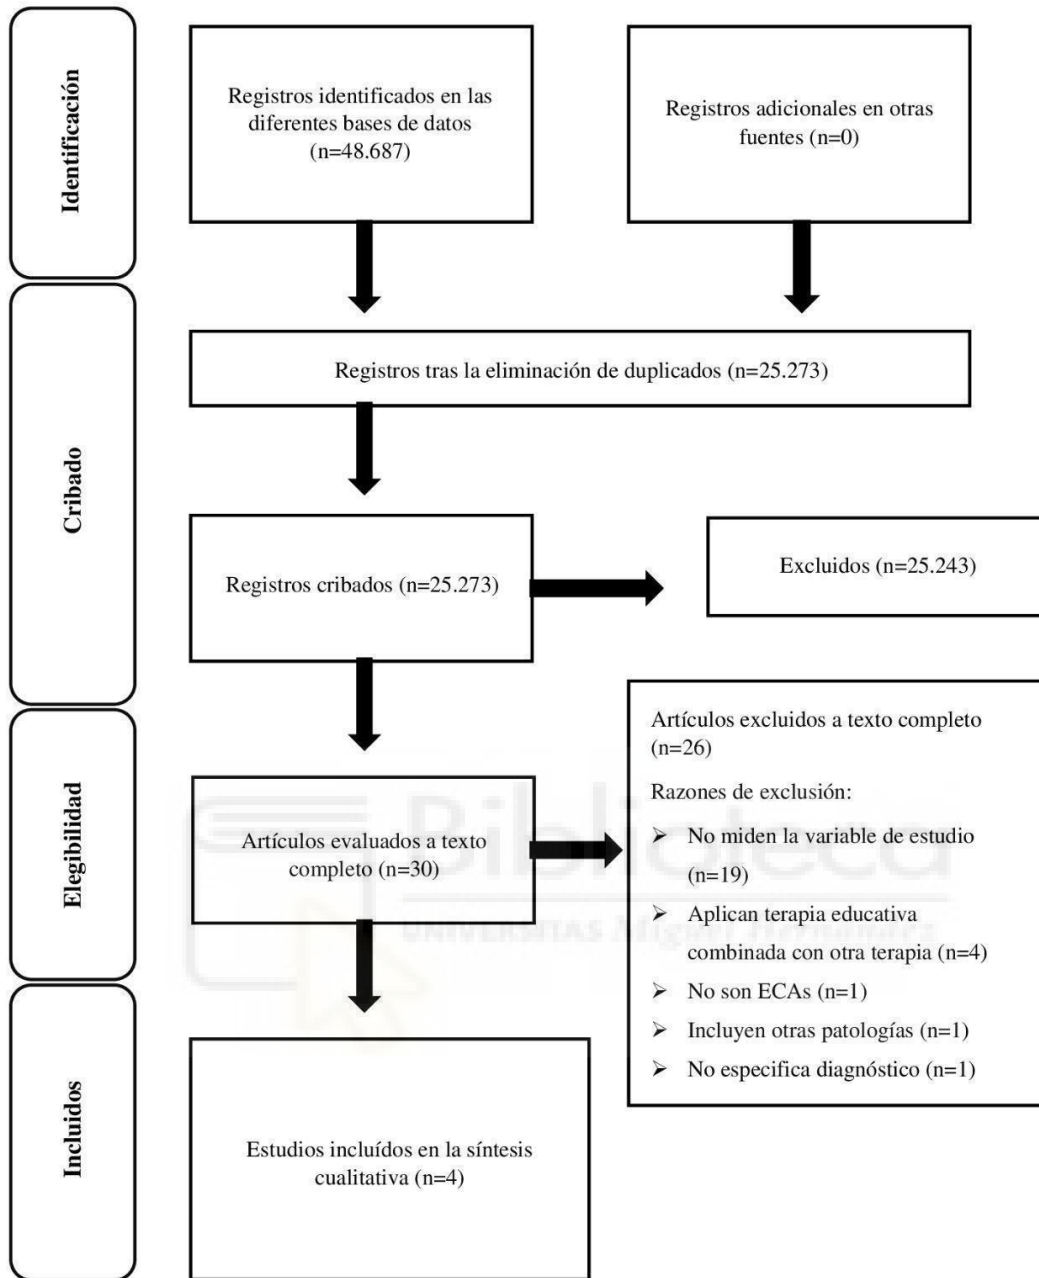 Identificación
Registros identificados en las
diferentes bases de datos
(n=48.687)
Registros adicionales en otras
fuentes (n=0)
Cribado
Registros tras la eliminación de duplicados (n=25.273)
Registros cribados (n=25.273)
Excluidos (n=25.243)
Elegibilidad
Artículos evaluados a texto
completo (n=30)
Artículos excluidos a texto completo
(n=26)
Razones de exclusión:
➢ No miden la variable de estudio
(n=19)
➢ Aplican terapia educativa
combinada con otra terapia (n=4)
➢ No son ECAs (n=1)
➢ Incluyen otras patologías (n=1)
➢ No especifica diagnóstico (n=1)
Biblioteca
UNIVERSITAS Miguel Hernández
Incluidos
Estudios incluídos en la síntesis
cualitativa (n=4)